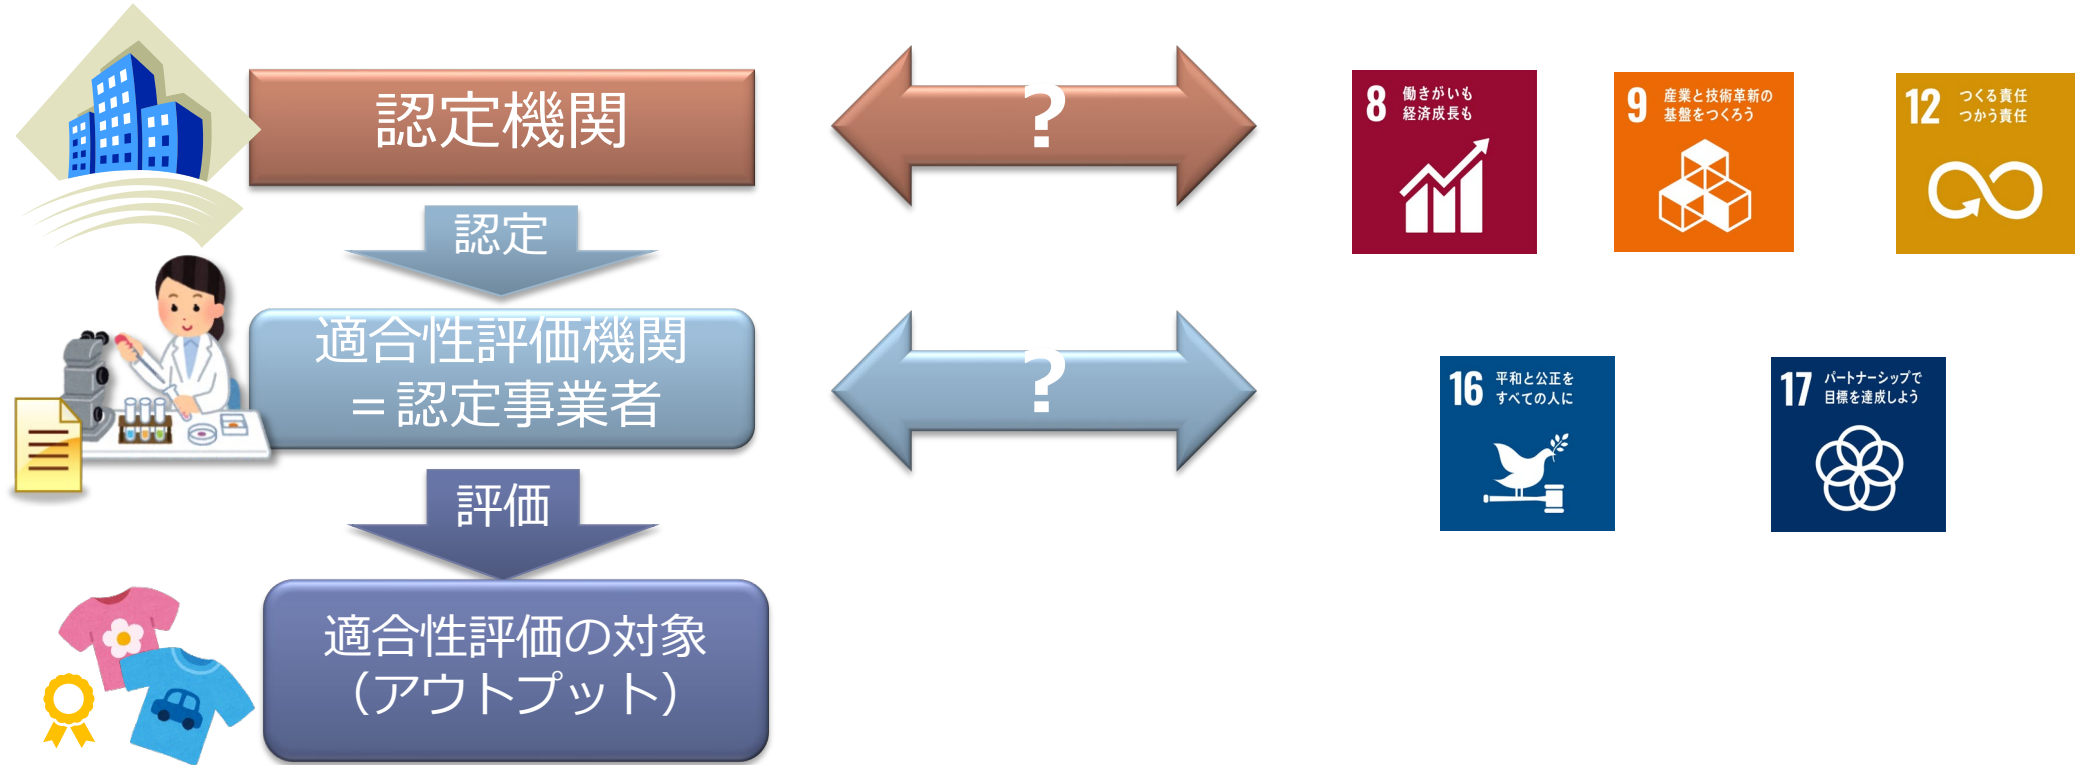 認定機関
?
8 働きがいも
経済成長も
9 産業と技術革新の
基盤をつくろう
12 つくる責任
つかう責任
認定
適合性評価機関
=認定事業者
?
16 平和と公正を
すべての人に
17 パートナーシップで
目標を達成しよう
評価
適合性評価の対象
(アウトプット)